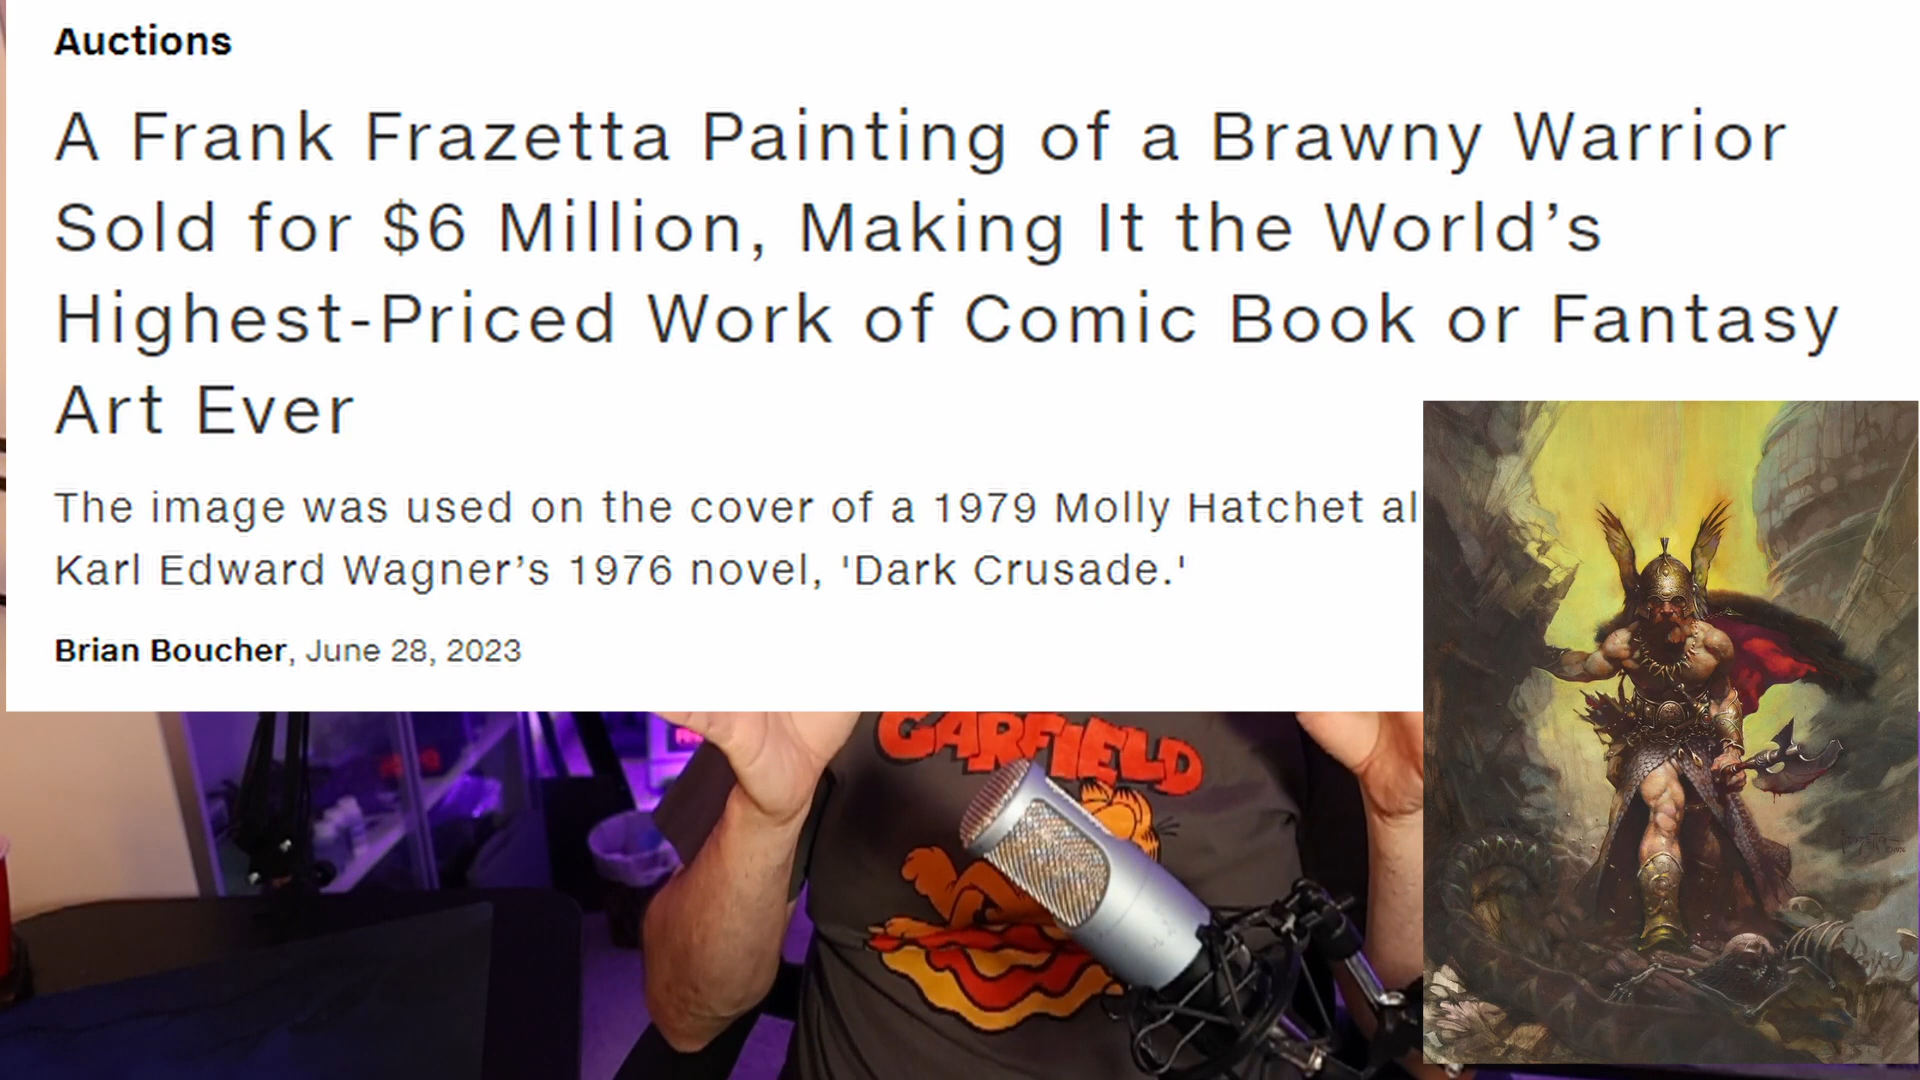 Auctions
A Frank Frazetta Painting of a Brawny Warrior
Sold for $6 Million, Making It the World’s
Highest-Priced Work of Comic Book or Fantasy
Art Ever
The image was used on the cover of a 1979 Molly Hatchet al
Karl Edward Wagner’s 1976 novel, 'Dark Crusade.'
Brian Boucher, June 28, 2023
GARFIELD